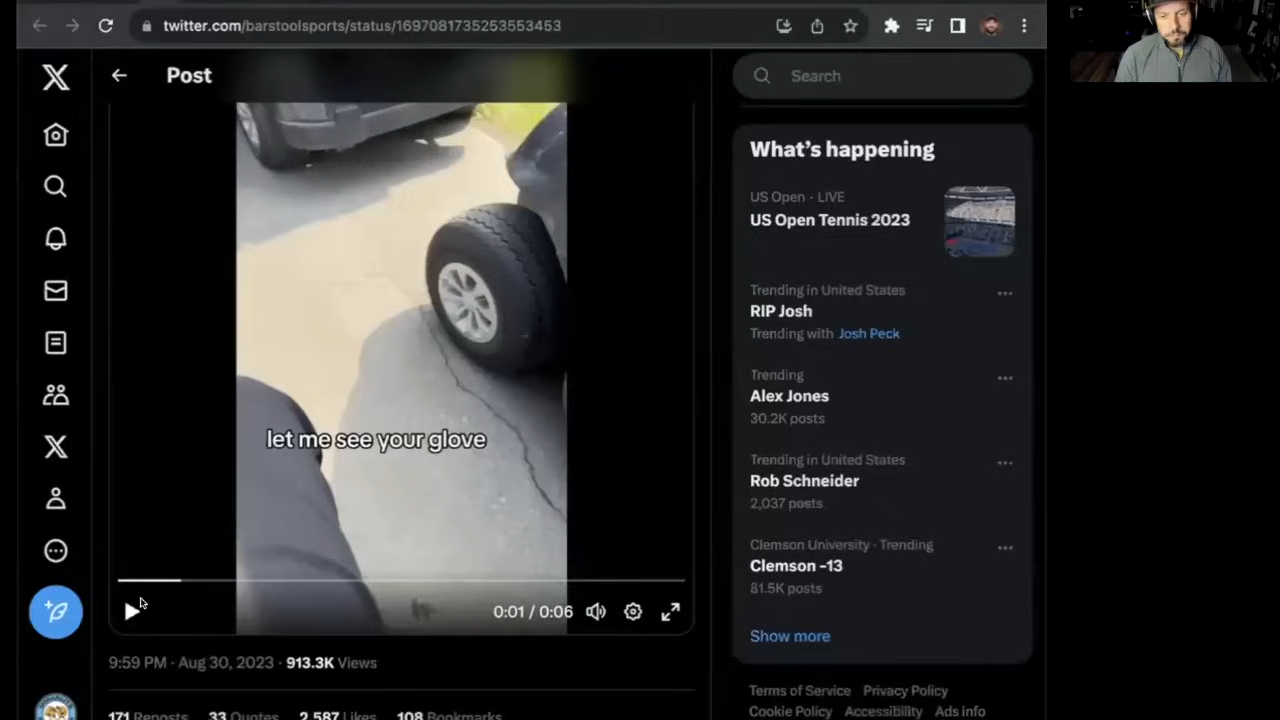 twitter.com/barstoolsports/status/1697081735253553453
Post
Search
let me see your glove
0:01 / 0:06
9:59 PM · Aug 30, 2023 · 913.3K Views
171 Reposts 33 Quotes 2,587 Likes 108 Bookmarks
What's happening
US Open · LIVE
US Open Tennis 2023
Trending in United States
RIP Josh
Trending with Josh Peck
Trending
Alex Jones
30.2K posts
Trending in United States
Rob Schneider
2,037 posts
Clemson University · Trending
Clemson -13
81.5K posts
Show more
Terms of Service Privacy Policy
Cookie Policy Accessibility Ads info